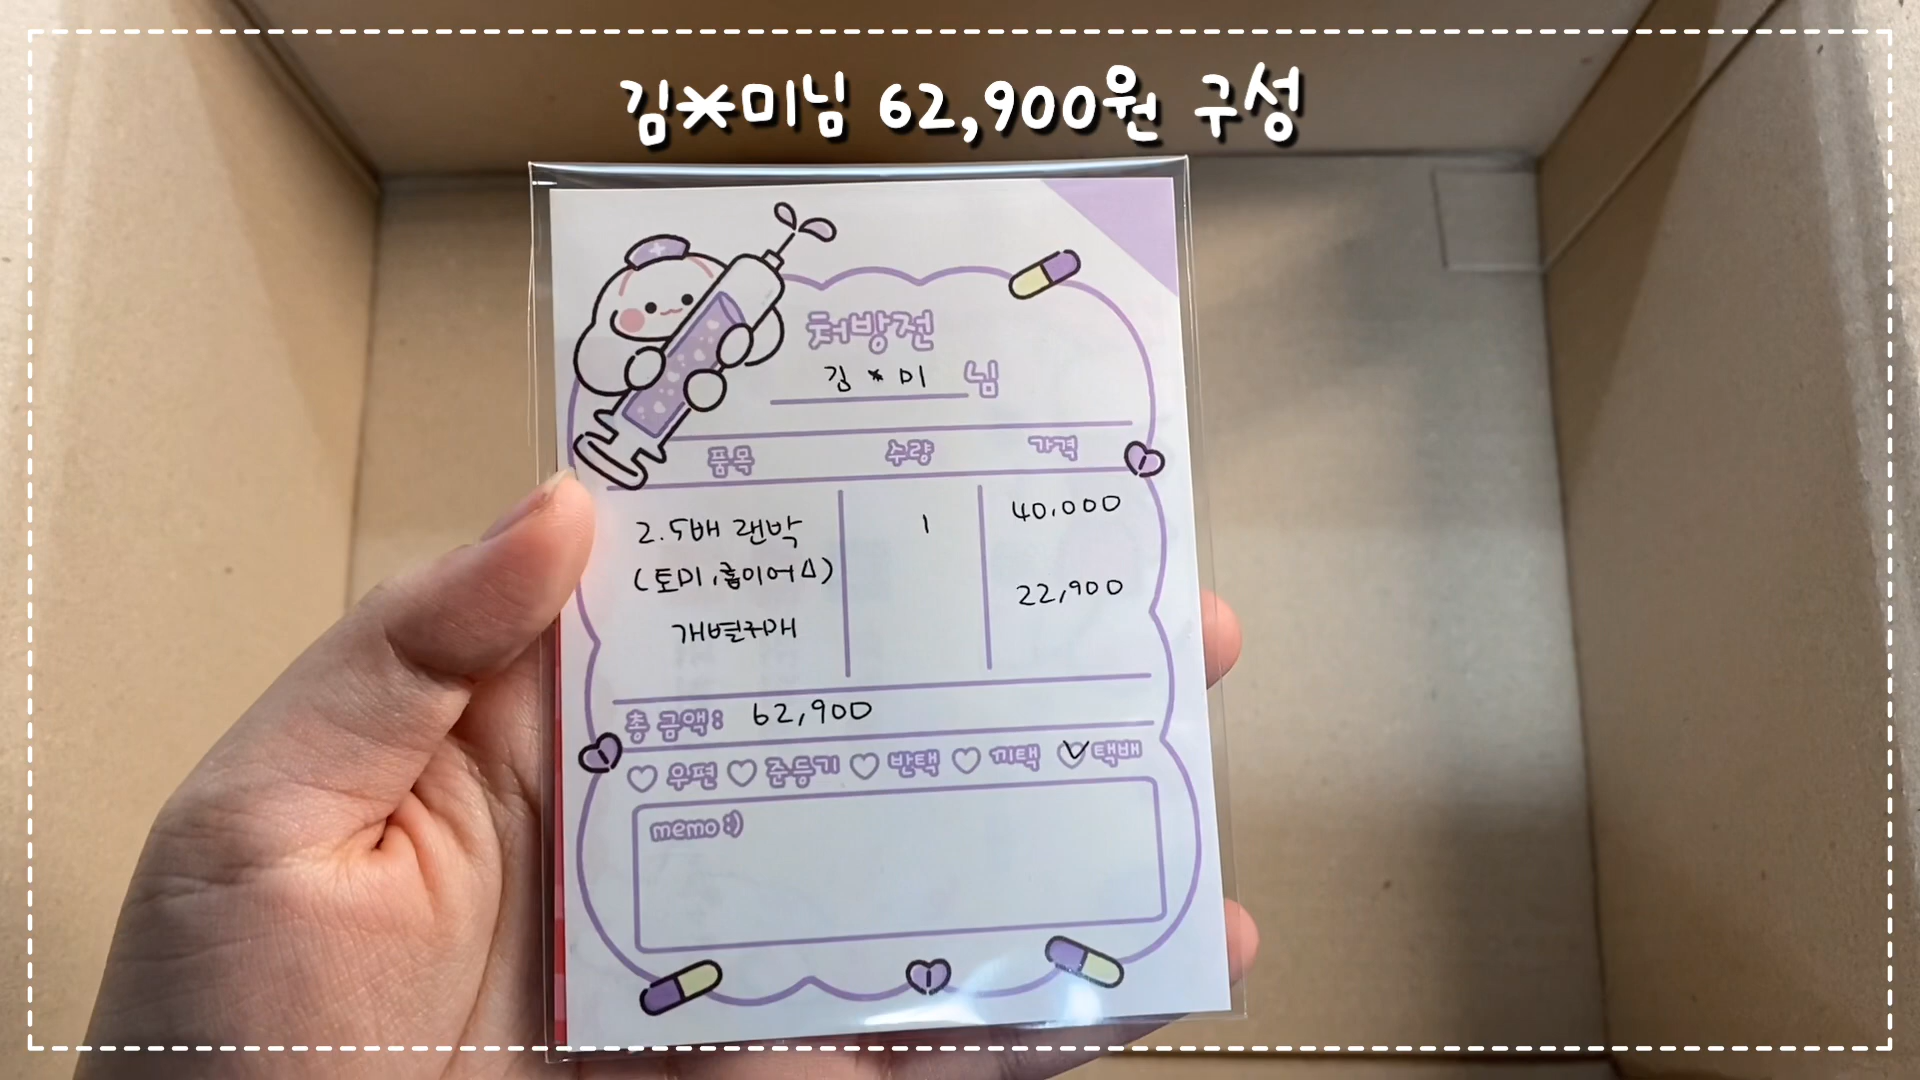 김*미님 62,900원 구성
처방전
김 * 미 님
품목 수량 가격
2.5배 랜박 1 40,000
(토미, 홈이어△)
22,900
개별구매
총 금액: 62,900
우편 준등기 반택 끼택 택배
memo :)